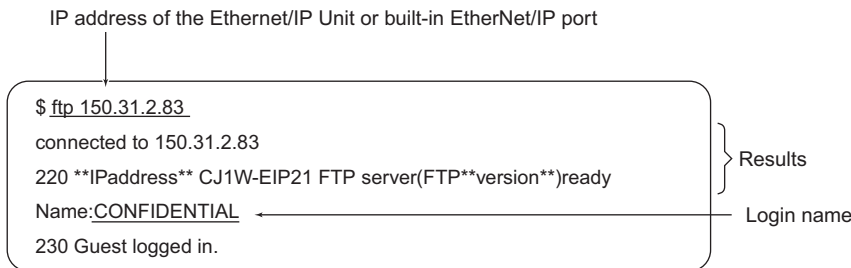 IP address of the Ethernet/IP Unit or built-in EtherNet/IP port
$ ftp 150.31.2.83
connected to 150.31.2.83
220 **IPaddress** CJ1W-EIP21 FTP server(FTP**version**)ready
Results
Name:CONFIDENTIAL
Login name
230 Guest logged in.